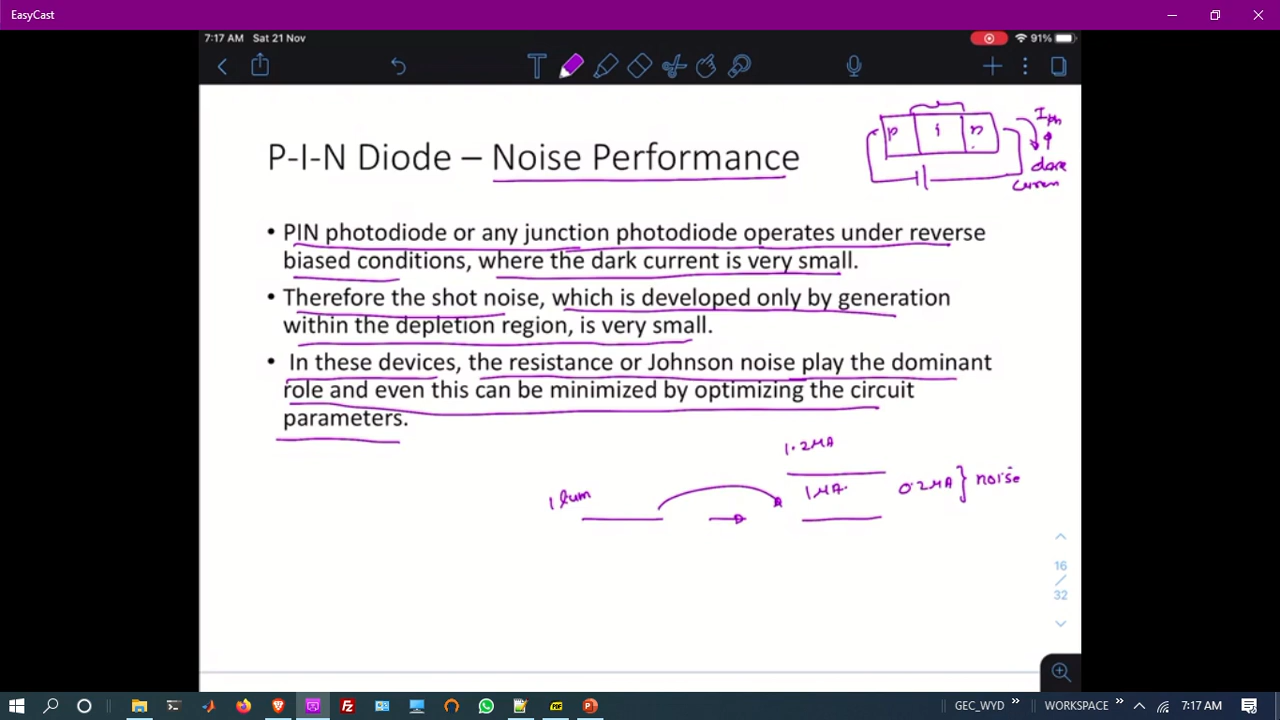 EasyCast
7:17 AM Sat 21 Nov
91%
P-I-N Diode – Noise Performance
p i n
Iph
dark
current
• PIN photodiode or any junction photodiode operates under reverse
biased conditions, where the dark current is very small.
• Therefore the shot noise, which is developed only by generation
within the depletion region, is very small.
• In these devices, the resistance or Johnson noise play the dominant
role and even this can be minimized by optimizing the circuit
parameters.
1.2μA
1 lum
1μA.
0.2μA } noise
16
/
32
GEC_WYD
WORKSPACE
7:17 AM